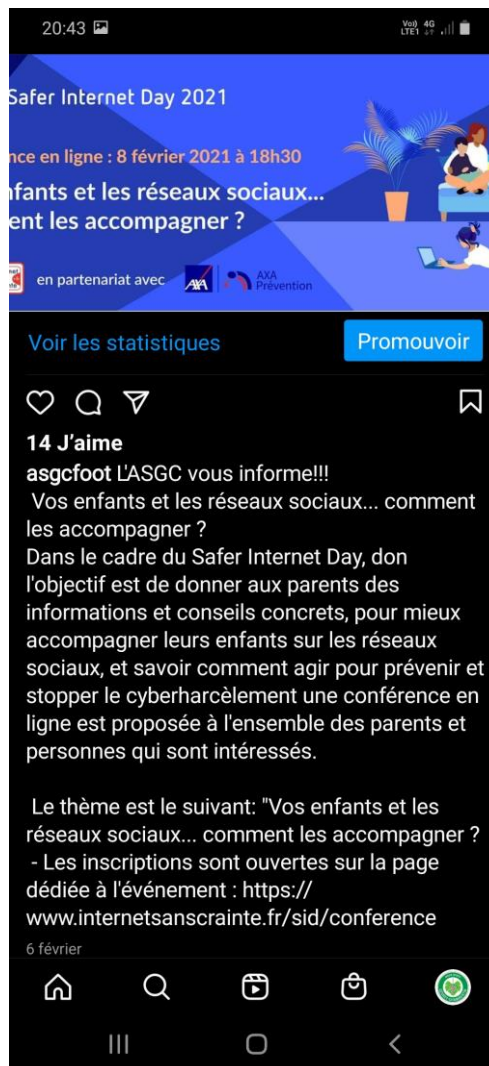 20:43
Voi) 4G
LTE1
Safer Internet Day 2021
nce en ligne : 8 février 2021 à 18h30
nfants et les réseaux sociaux...
ent les accompagner ?
en partenariat avec AXA AXA
Prévention
Voir les statistiques
Promouvoir
14 J'aime
asgcfoot L'ASGC vous informe!!!
Vos enfants et les réseaux sociaux... comment
les accompagner ?
Dans le cadre du Safer Internet Day, don
l'objectif est de donner aux parents des
informations et conseils concrets, pour mieux
accompagner leurs enfants sur les réseaux
sociaux, et savoir comment agir pour prévenir et
stopper le cyberharcèlement une conférence en
ligne est proposée à l'ensemble des parents et
personnes qui sont intéressés.
Le thème est le suivant: "Vos enfants et les
réseaux sociaux... comment les accompagner ?
- Les inscriptions sont ouvertes sur la page
dédiée à l'événement : https://
www.internetsanscrainte.fr/sid/conference
6 février